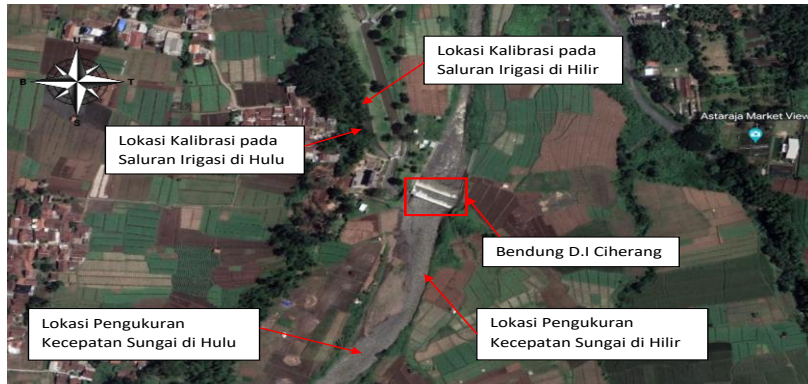 U
B
T
S
Lokasi Kalibrasi pada
Saluran Irigasi di Hilir
Lokasi Kalibrasi pada
Saluran Irigasi di Hulu
Astaraja Market View
Bendung D.I Ciherang
Lokasi Pengukuran
Kecepatan Sungai di Hulu
Lokasi Pengukuran
Kecepatan Sungai di Hilir